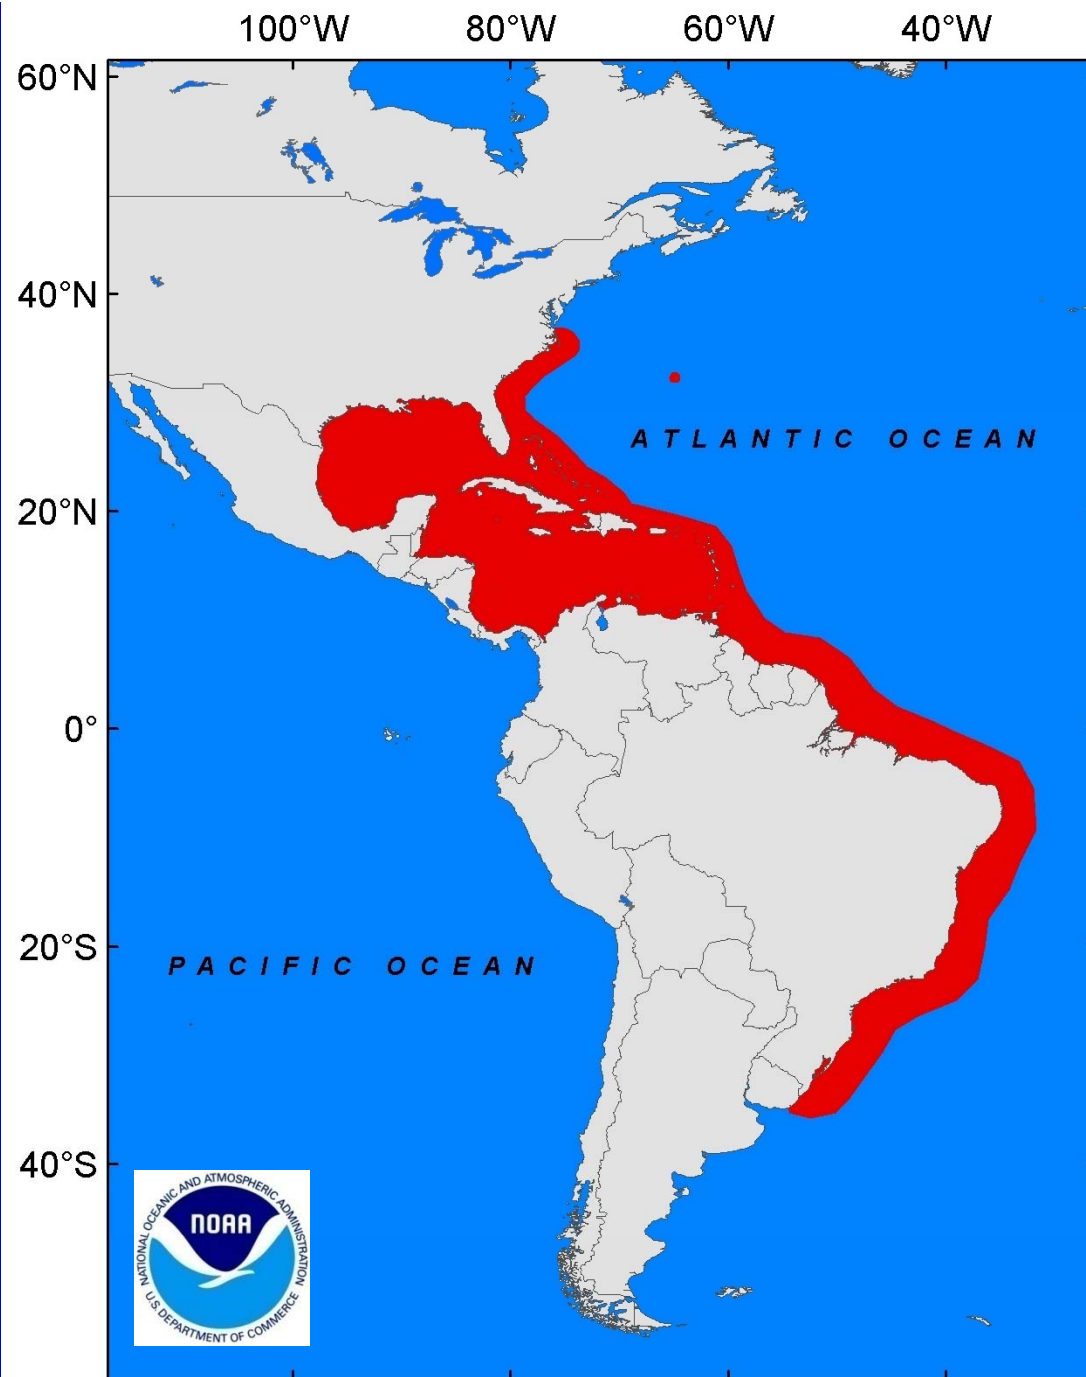 100°W 80°W 60°W 40°W
60°N
40°N
ATLANTIC OCEAN
20°N
0°
20°S
PACIFIC OCEAN
40°S
NATIONAL OCEANIC AND ATMOSPHERIC ADMINISTRATION
NOAA
U.S. DEPARTMENT OF COMMERCE